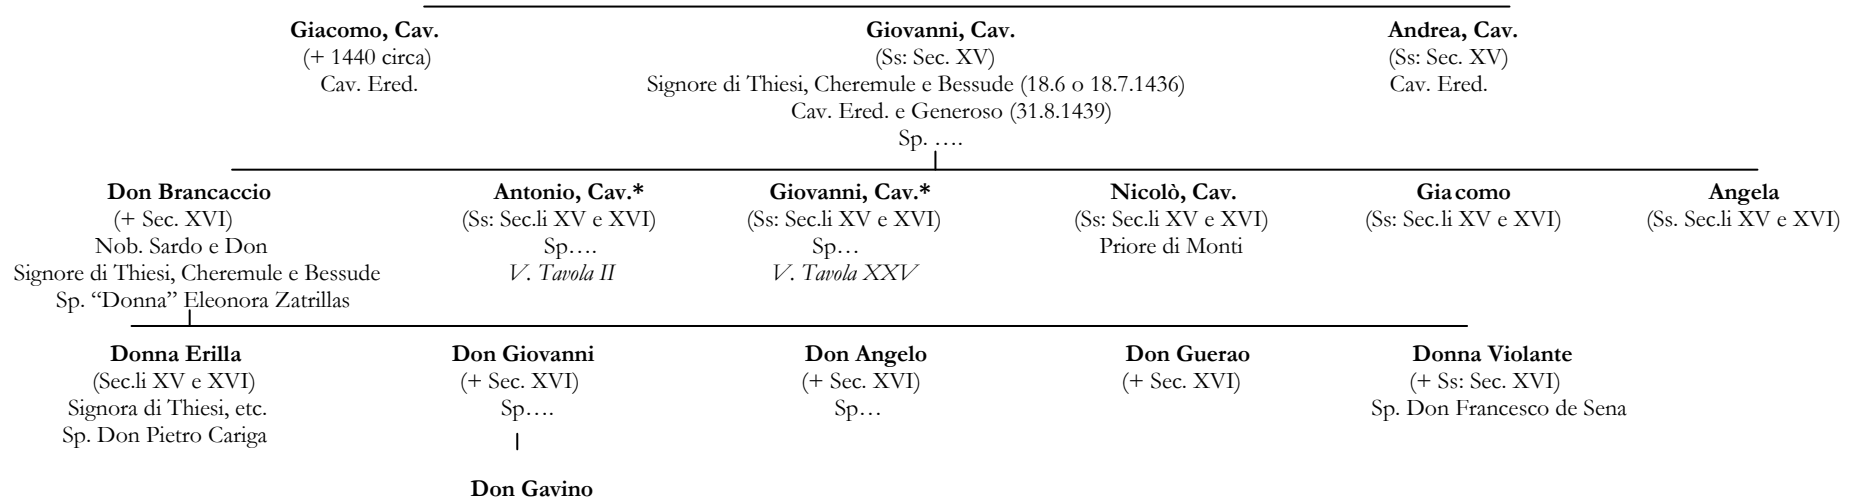 Giacomo, Cav. Giovanni, Cav. Andrea, Cav.
(+ 1440 circa) (Ss: Sec. XV) (Ss: Sec. XV)
Cav. Ered. Signore di Thiesi, Cheremule e Bessude (18.6 o 18.7.1436) Cav. Ered.
Cav. Ered. e Generoso (31.8.1439)
Sp. ….
Don Brancaccio Antonio, Cav.* Giovanni, Cav.* Nicolò, Cav. Giacomo Angela
(+ Sec. XVI) (Ss: Sec.li XV e XVI) (Ss: Sec.li XV e XVI) (Ss: Sec.li XV e XVI) (Ss: Sec.li XV e XVI) (Ss. Sec.li XV e XVI)
Nob. Sardo e Don Sp…. Sp… Priore di Monti
Signore di Thiesi, Cheremule e Bessude V. Tavola II V. Tavola XXV
Sp. “Donna” Eleonora Zatrillas
Donna Erilla Don Giovanni Don Angelo Don Guerao Donna Violante
(Sec.li XV e XVI) (+ Sec. XVI) (+ Sec. XVI) (+ Sec. XVI) (+ Ss: Sec. XVI)
Signora di Thiesi, etc. Sp…. Sp… Sp. Don Francesco de Sena
Sp. Don Pietro Cariga
Don Gavino